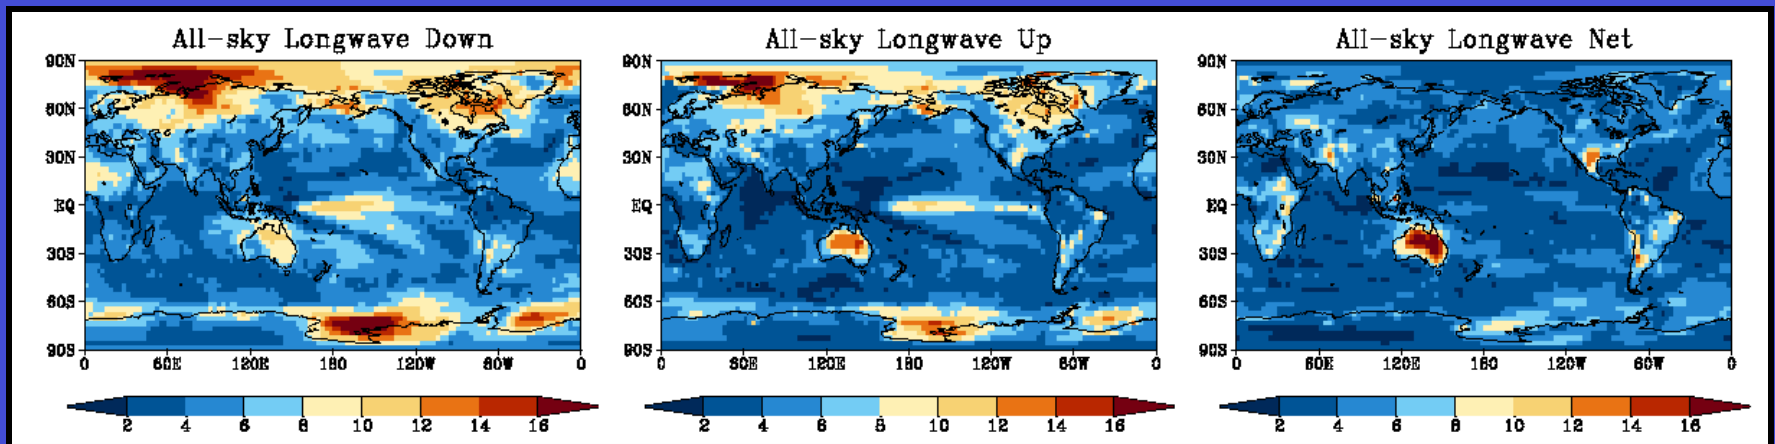 All-sky Longwave Down
90N
60N
30N
EQ
30S
60S
90S
0 60E 120E 180 120W 60W 0
2 4 6 8 10 12 14 16
All-sky Longwave Up
90N
60N
30N
EQ
30S
60S
90S
0 60E 120E 180 120W 60W 0
2 4 6 8 10 12 14 16
All-sky Longwave Net
90N
60N
30N
EQ
30S
60S
90S
0 60E 120E 180 120W 60W 0
2 4 6 8 10 12 14 16